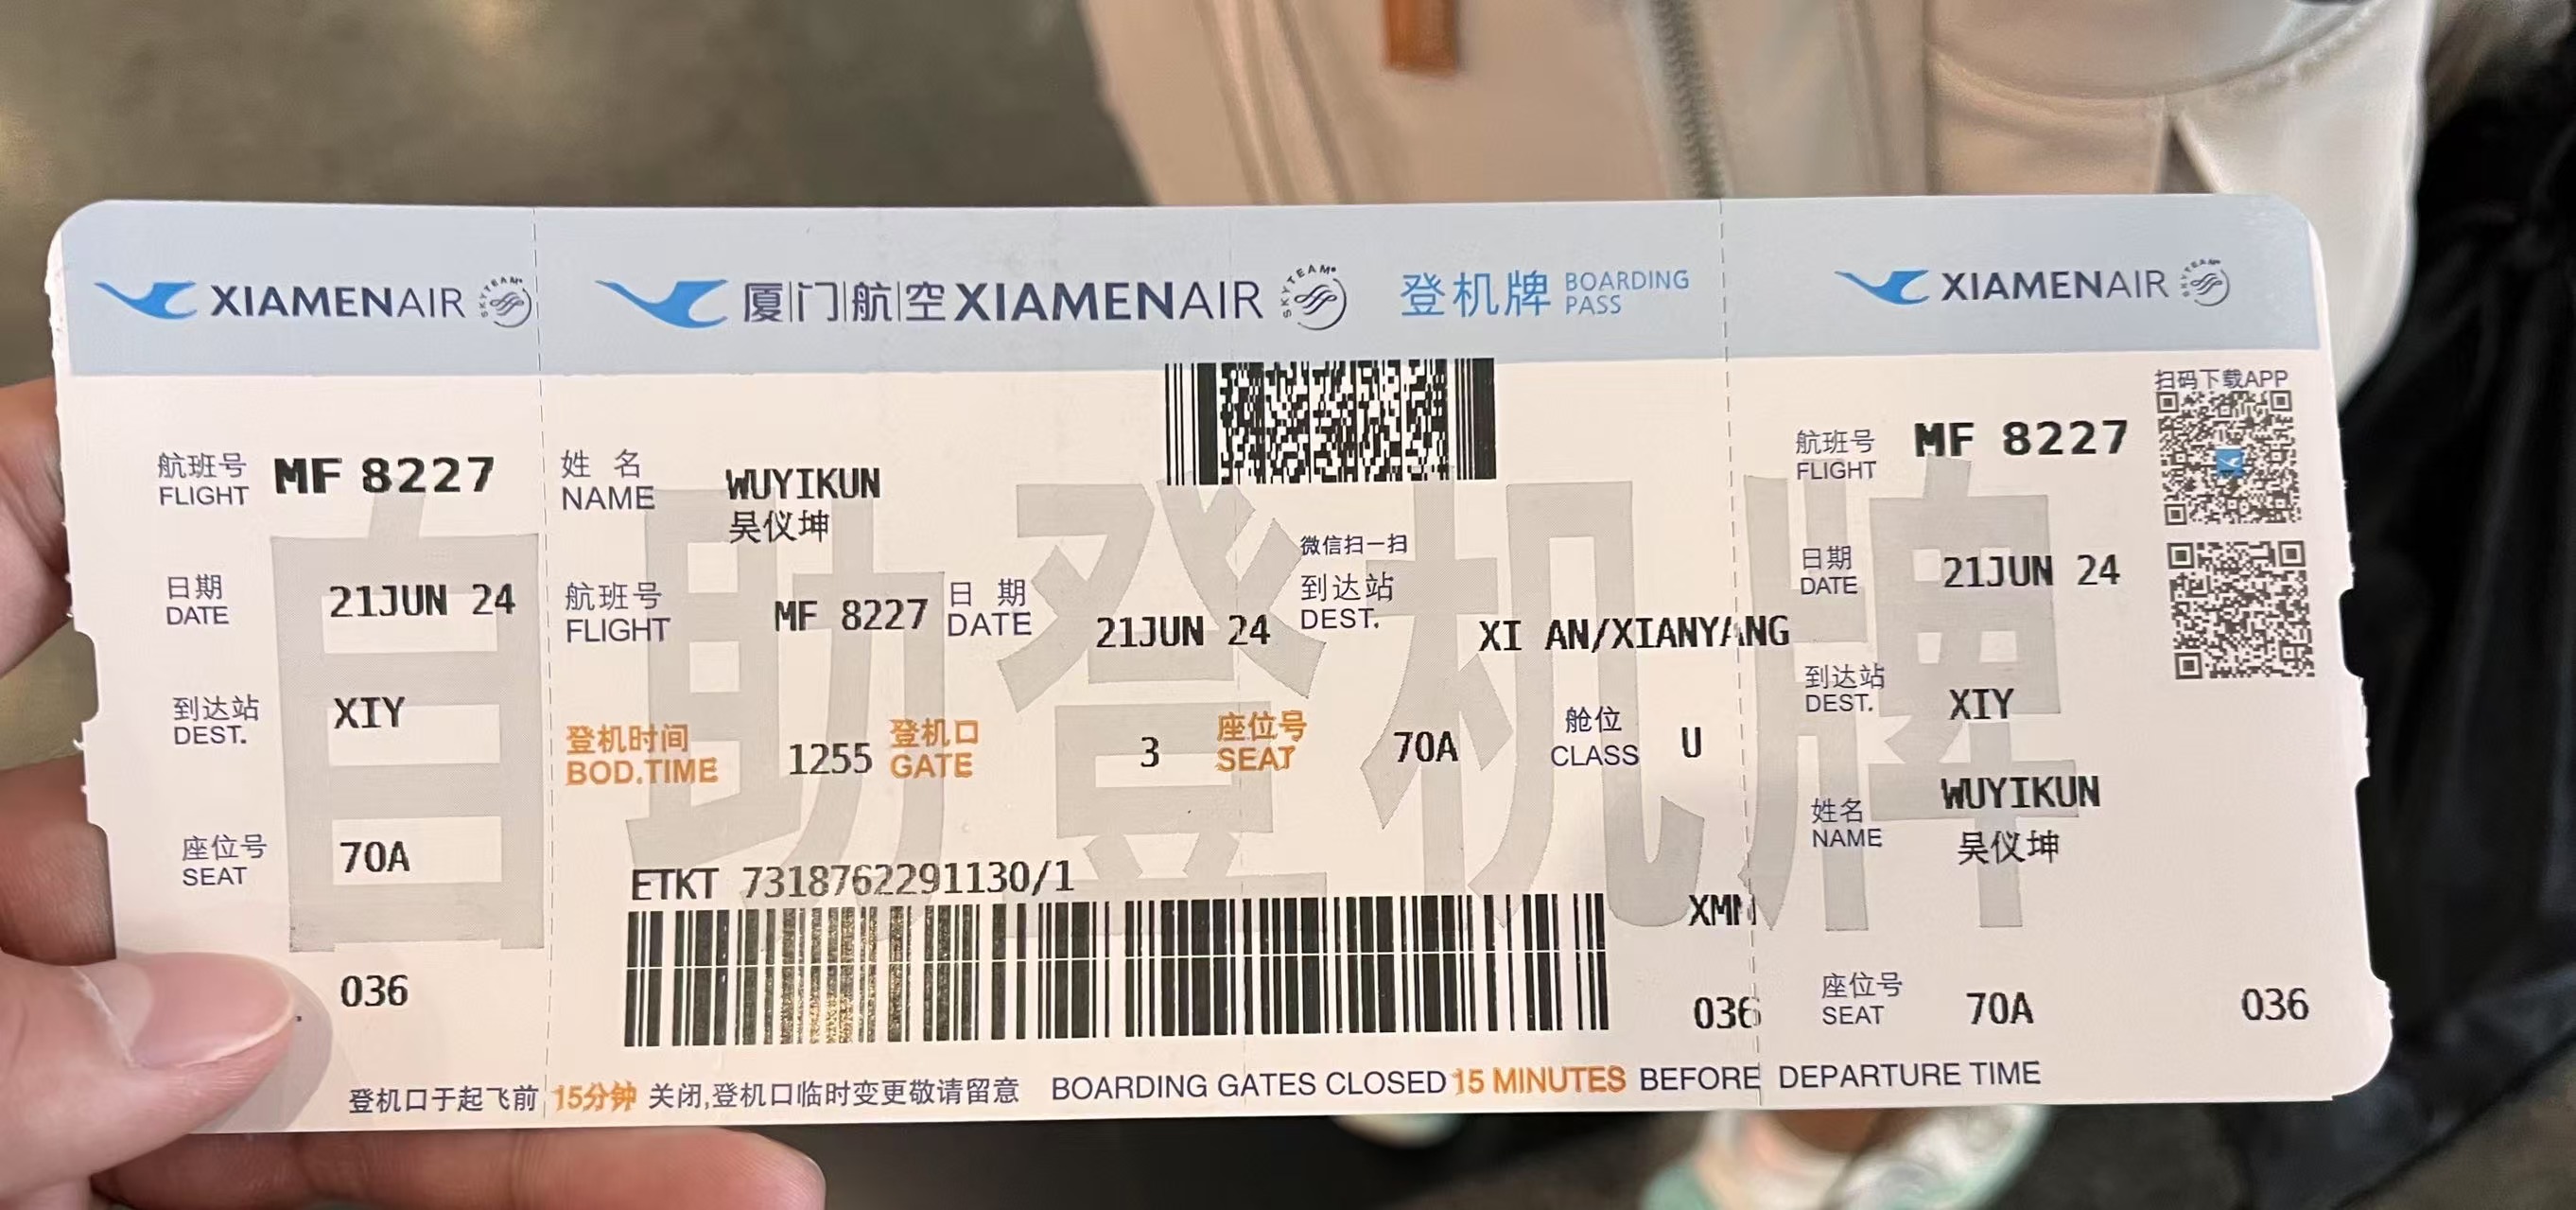 XIAMENAIR SKYTEAM
厦门航空 XIAMENAIR SKYTEAM 登机牌 BOARDING PASS
XIAMENAIR SKYTEAM
自助登机牌
航班号 FLIGHT MF 8227
日期 DATE 21JUN 24
到达站 DEST. XIY
座位号 SEAT 70A
036
姓名 NAME WUYIKUN
吴仪坤
微信扫一扫
航班号 FLIGHT MF 8227 日期 DATE 21JUN 24 到达站 DEST. XI AN/XIANYANG
登机时间 BOD.TIME 1255 登机口 GATE 3 座位号 SEAT 70A 舱位 CLASS U
ETKT 7318762291130/1
XMN
036
扫码下载APP
航班号 FLIGHT MF 8227
日期 DATE 21JUN 24
到达站 DEST. XIY
姓名 NAME WUYIKUN
吴仪坤
座位号 SEAT 70A 036
登机口于起飞前 15分钟 关闭,登机口临时变更敬请留意 BOARDING GATES CLOSED 15 MINUTES BEFORE DEPARTURE TIME